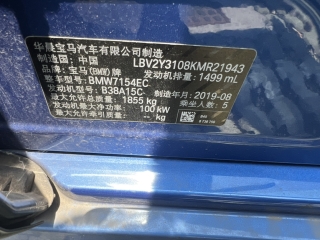 华晨宝马汽车有限公司制造
制造国：中国 LBV2Y3108KMR21943
品牌：宝马(BMW)牌 发动机排量：1499 mL
整车型号：BMW7154EC
发动机型号：B38A15C 制造年月：2019-08
最大允许总质量：1855 kg 乘坐人数：5
发动机最大净功率：100 kW
最大允许牵引质量：—— kg